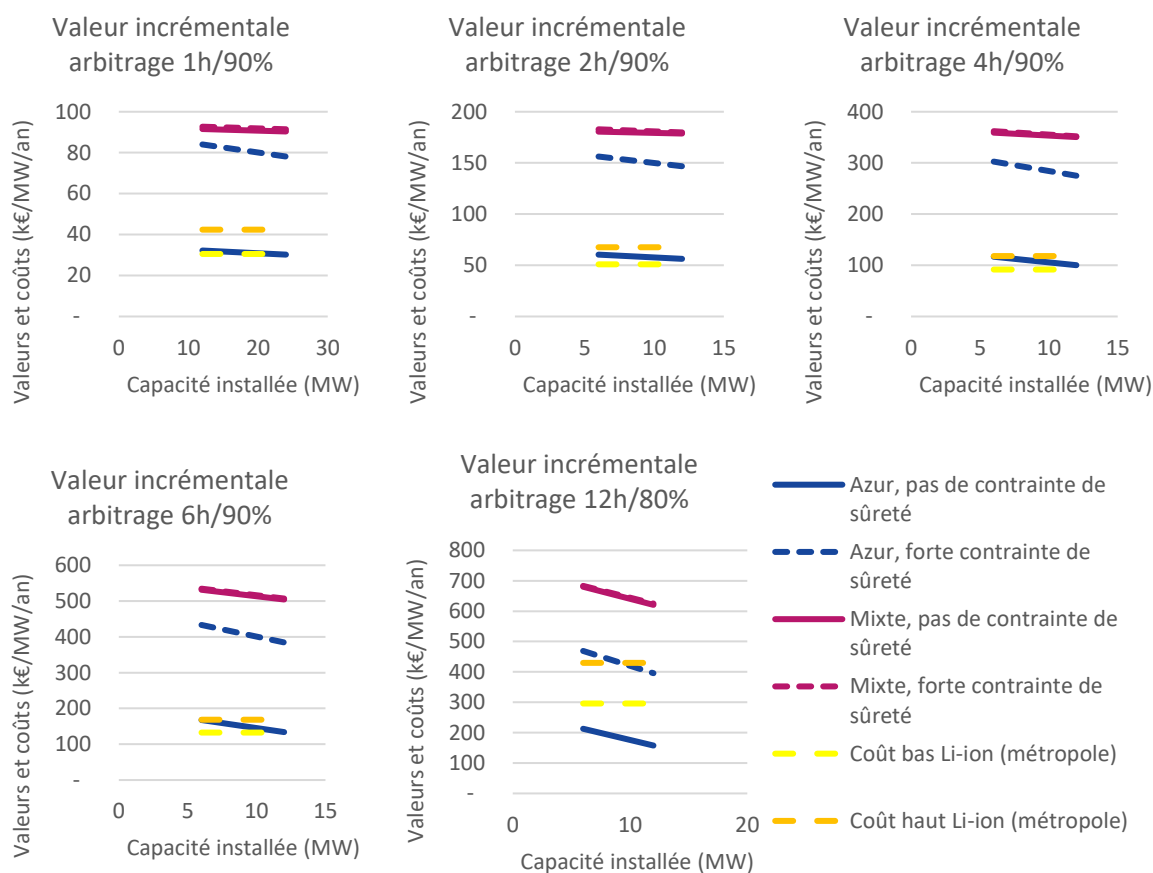 Valeur incrémentale
arbitrage 1h/90%
Valeurs et coûts (k€/MW/an)
100
80
60
40
20
-
0
10
20
30
Capacité installée (MW)
Valeur incrémentale
arbitrage 2h/90%
Valeurs et coûts (k€/MW/an)
200
150
100
50
-
0
5
10
15
Capacité installée (MW)
Valeur incrémentale
arbitrage 4h/90%
Valeurs et coûts (k€/MW/an)
400
300
200
100
-
0
5
10
15
Capacité installée (MW)
Valeur incrémentale
arbitrage 6h/90%
Valeurs et coûts (k€/MW/an)
600
500
400
300
200
100
-
0
5
10
15
Capacité installée (MW)
Valeur incrémentale
arbitrage 12h/80%
Valeurs et coûts (k€/MW/an)
800
700
600
500
400
300
200
100
-
0
10
20
Capacité installée (MW)
Azur, pas de contrainte de
sûreté
Azur, forte contrainte de
sûreté
Mixte, pas de contrainte de
sûreté
Mixte, forte contrainte de
sûreté
Coût bas Li-ion (métropole)
Coût haut Li-ion (métropole)